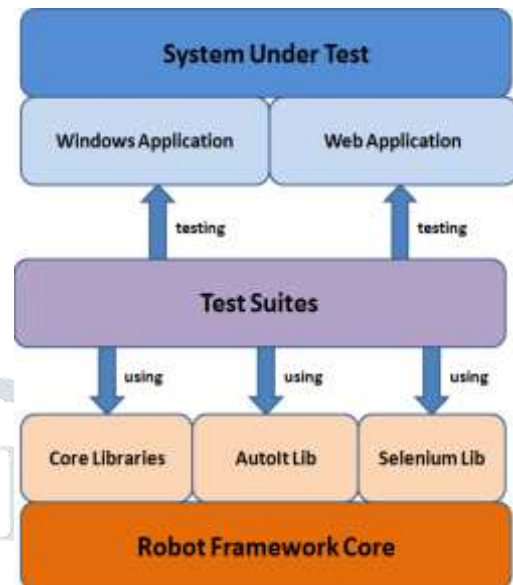 System Under Test
Windows Application
Web Application
testing
testing
Test Suites
using
using
using
Core Libraries
AutoIt Lib
Selenium Lib
Robot Framework Core